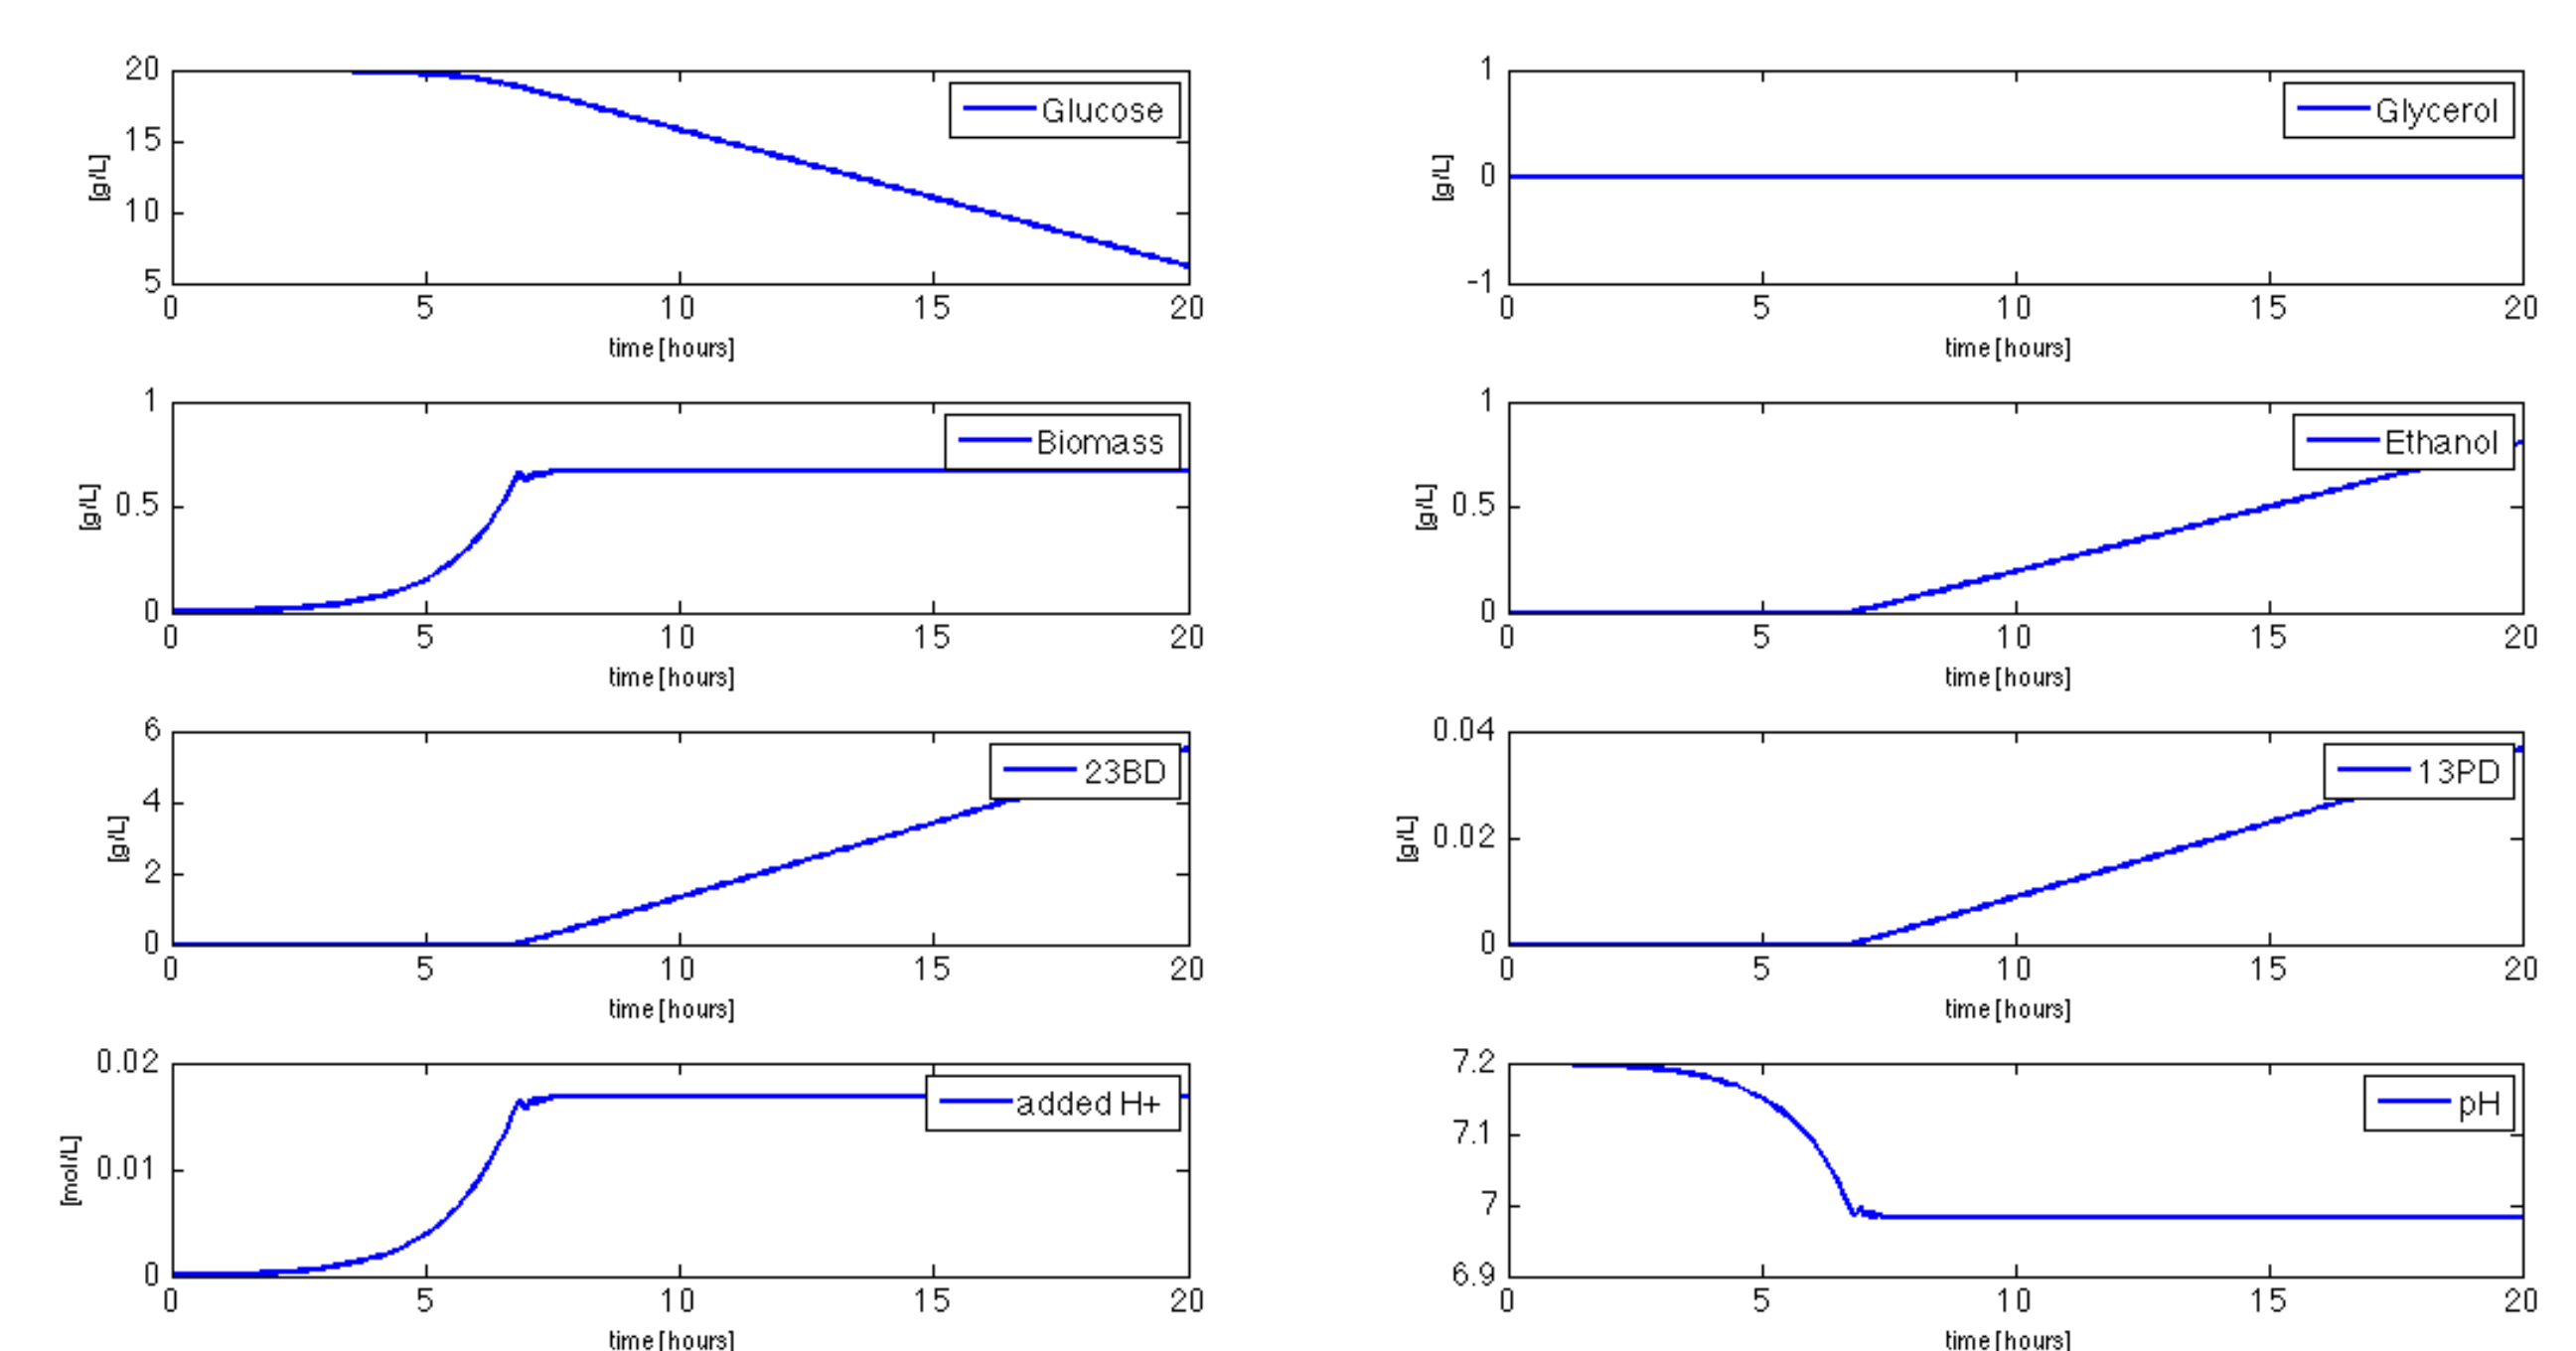 20
15
10
5
[g/L]
Glucose
0 5 10 15 20
time [hours]
1
0
-1
[g/L]
Glycerol
0 5 10 15 20
time [hours]
1
0.5
0
[g/L]
Biomass
0 5 10 15 20
time [hours]
1
0.5
0
[g/L]
Ethanol
0 5 10 15 20
time [hours]
6
4
2
0
[g/L]
23BD
0 5 10 15 20
time [hours]
0.04
0.02
0
[g/L]
13PD
0 5 10 15 20
time [hours]
0.02
0.01
0
[mol/L]
added H+
0 5 10 15 20
time [hours]
7.2
7.1
7
6.9
pH
0 5 10 15 20
time [hours]